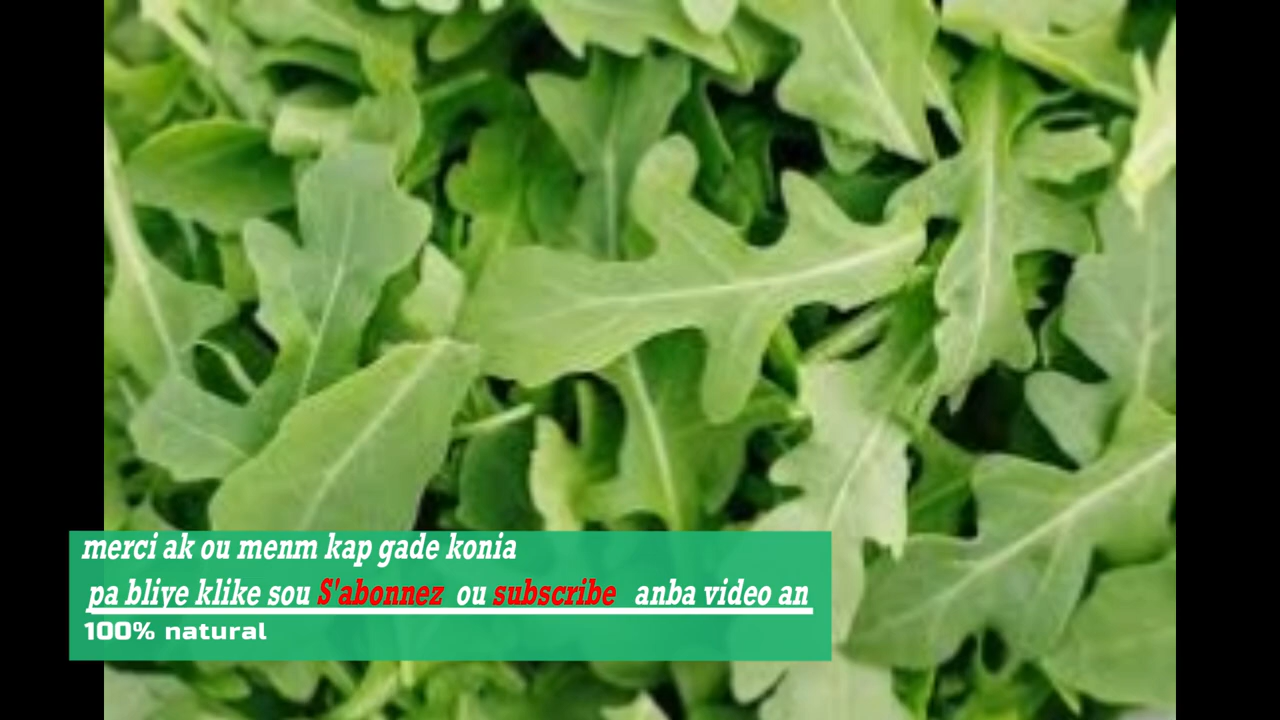 merci ak ou menm kap gade konia
pa bliye klike sou S'abonnez ou subscribe anba video an
100% natural